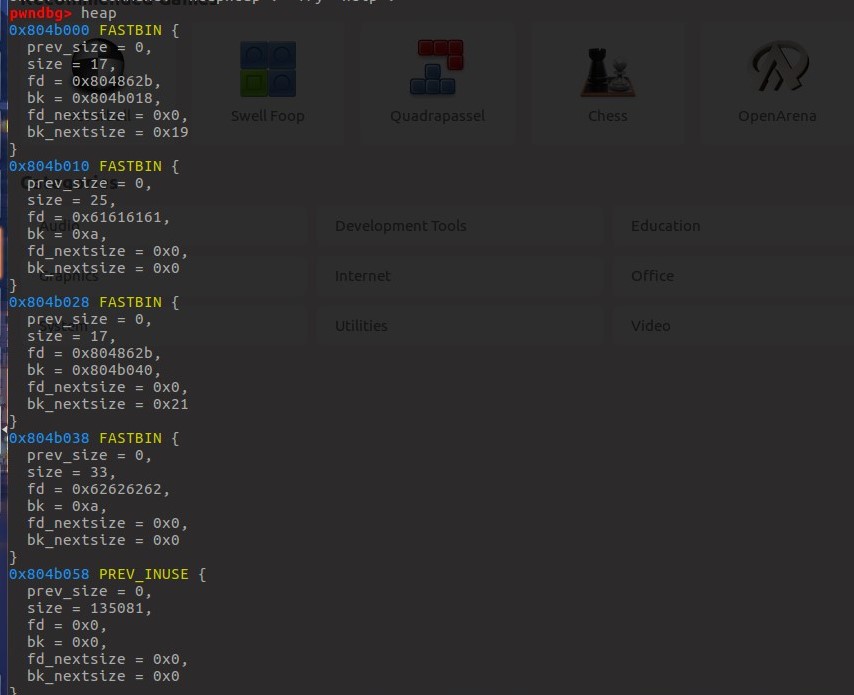 pwndbg> heap
0x804b000 FASTBIN {
prev_size = 0,
size = 17,
fd = 0x804862b,
bk = 0x804b018,
fd_nextsize = 0x0,
bk_nextsize = 0x19
}
0x804b010 FASTBIN {
prev_size = 0,
size = 25,
fd = 0x61616161,
bk = 0xa,
fd_nextsize = 0x0,
bk_nextsize = 0x0
}
0x804b028 FASTBIN {
prev_size = 0,
size = 17,
fd = 0x804862b,
bk = 0x804b040,
fd_nextsize = 0x0,
bk_nextsize = 0x21
}
0x804b038 FASTBIN {
prev_size = 0,
size = 33,
fd = 0x62626262,
bk = 0xa,
fd_nextsize = 0x0,
bk_nextsize = 0x0
}
0x804b058 PREV_INUSE {
prev_size = 0,
size = 135081,
fd = 0x0,
bk = 0x0,
fd_nextsize = 0x0,
bk_nextsize = 0x0
}
Swell Foop
Quadrapassel
Chess
OpenArena
Audio
Development Tools
Education
Graphics
Internet
Office
System
Utilities
Video